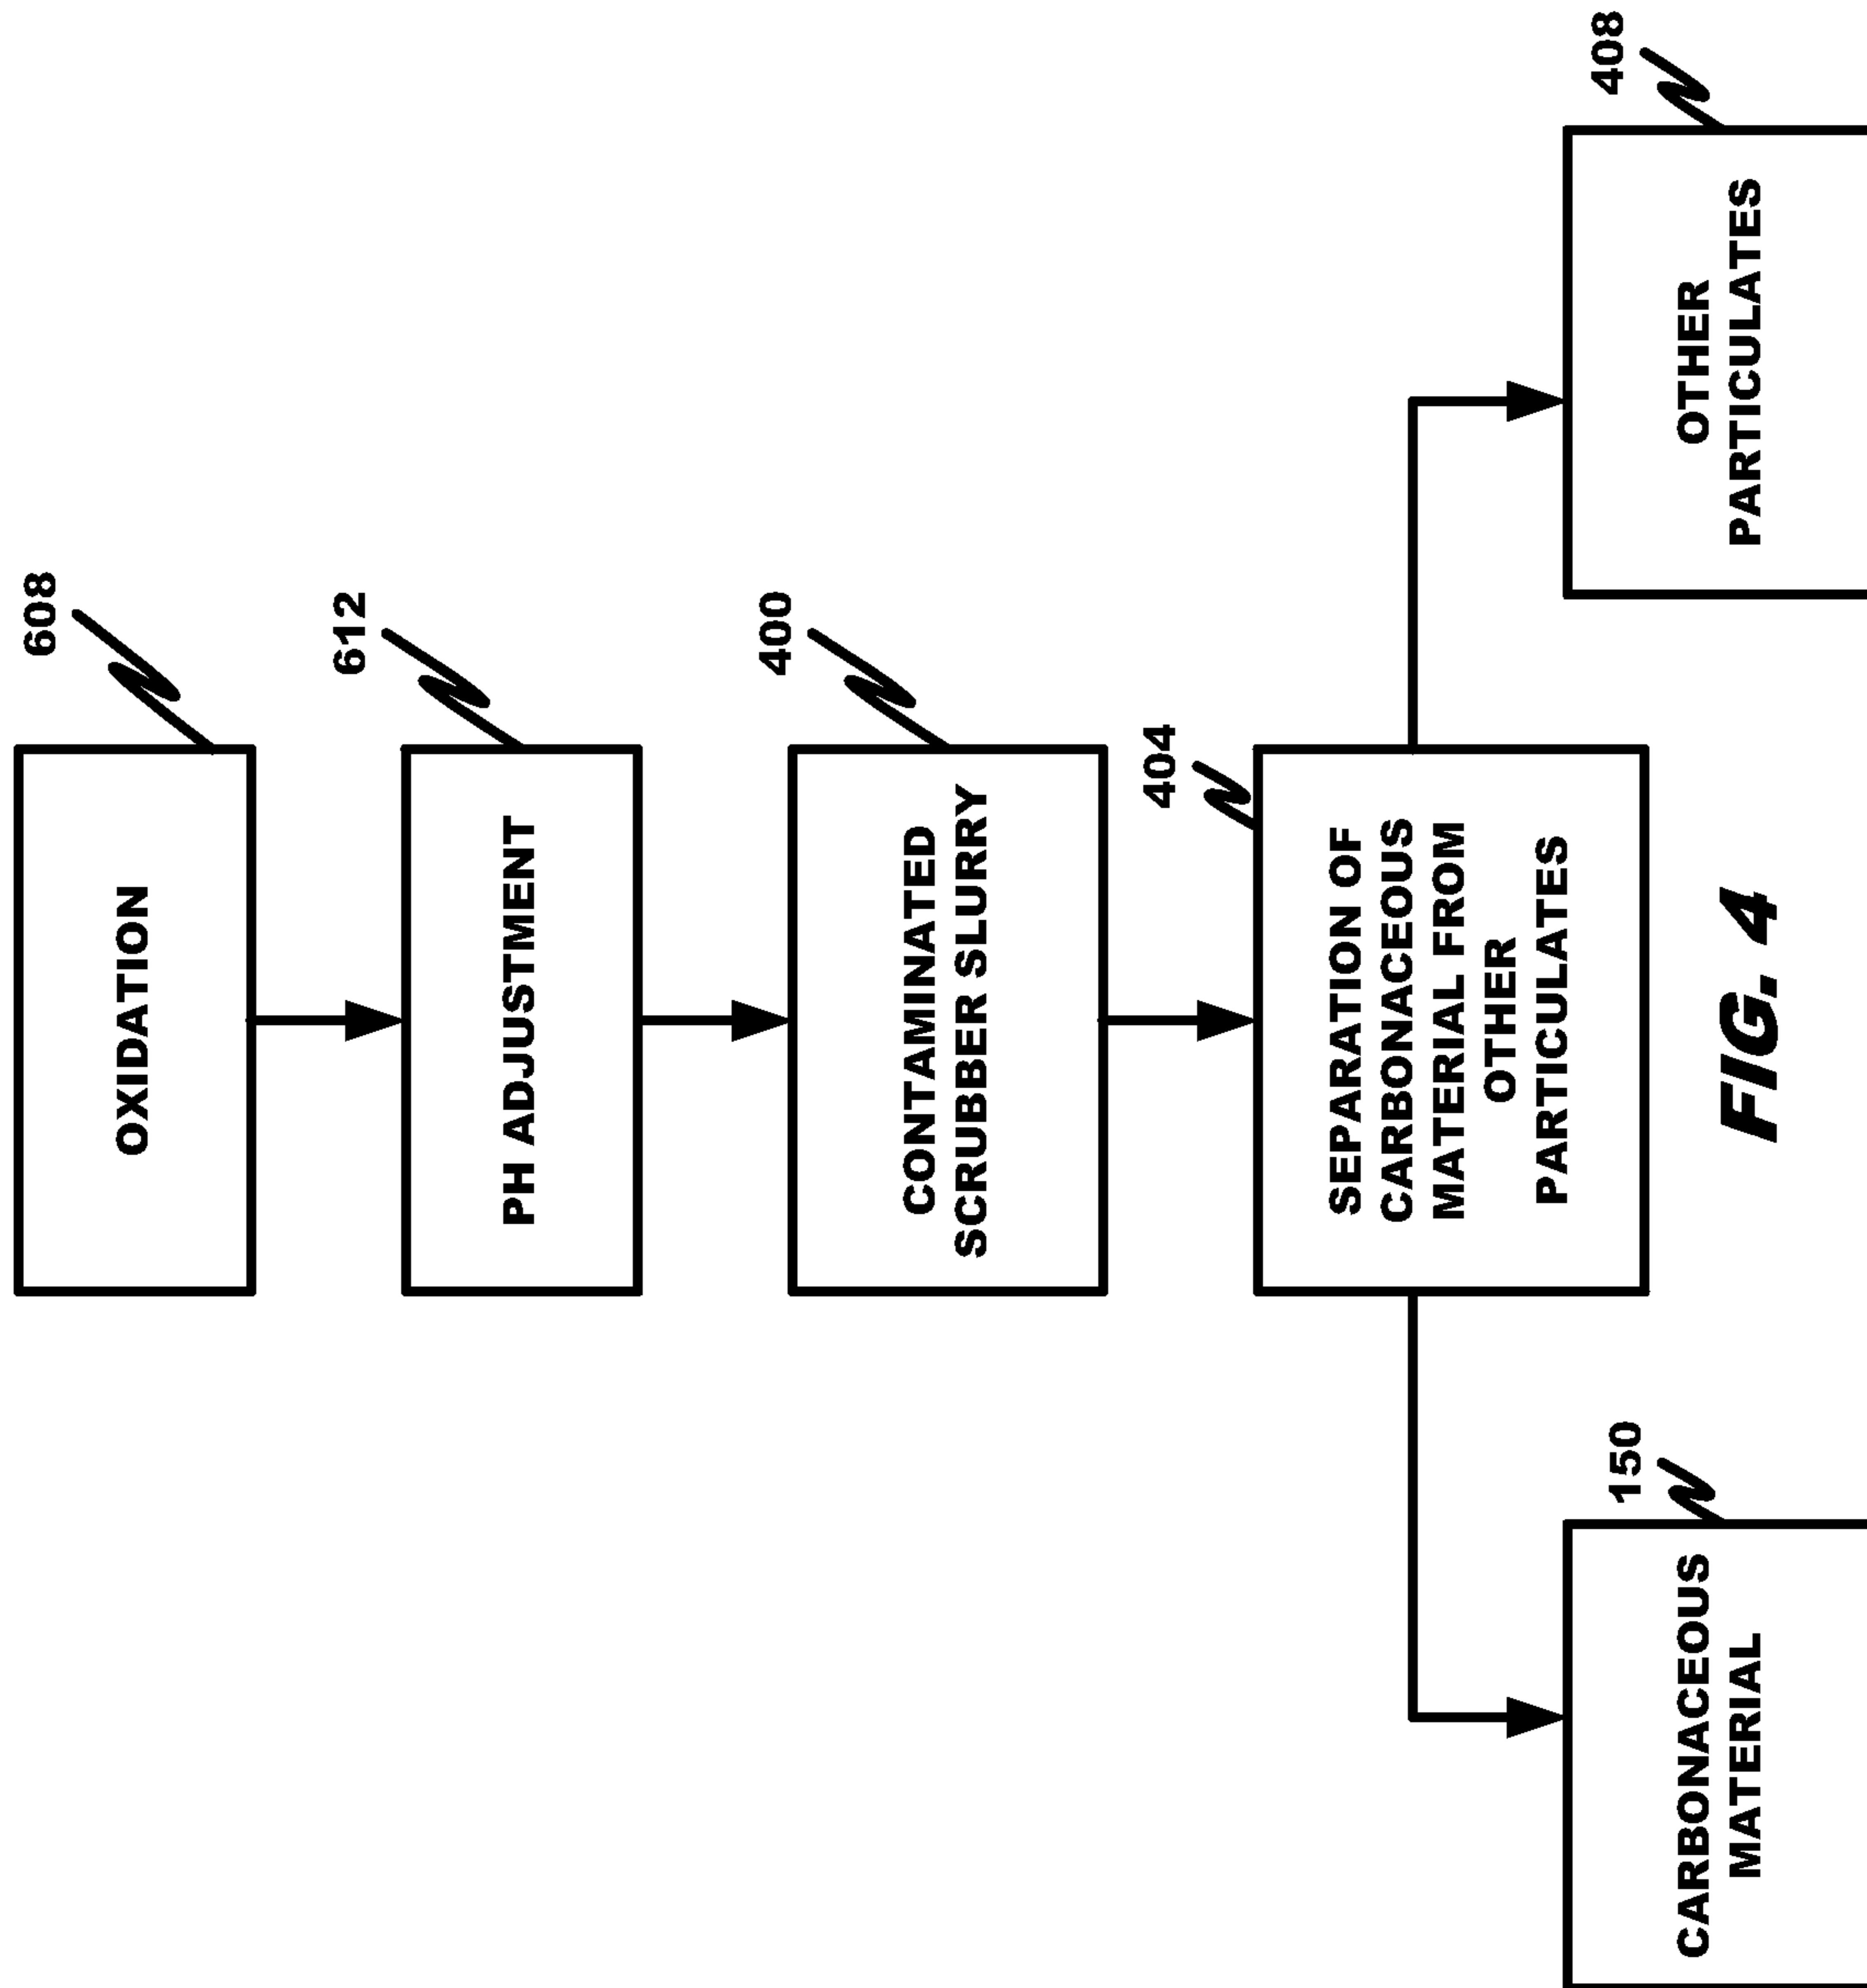 608
OXIDATION
612
PH ADJUSTMENT
400
CONTAMINATED
SCRUBBER SLURRY
404
SEPARATION OF
CARBONACEOUS
MATERIAL FROM
OTHER
PARTICULATES
150
CARBONACEOUS
MATERIAL
408
OTHER
PARTICULATES
FIG. 4